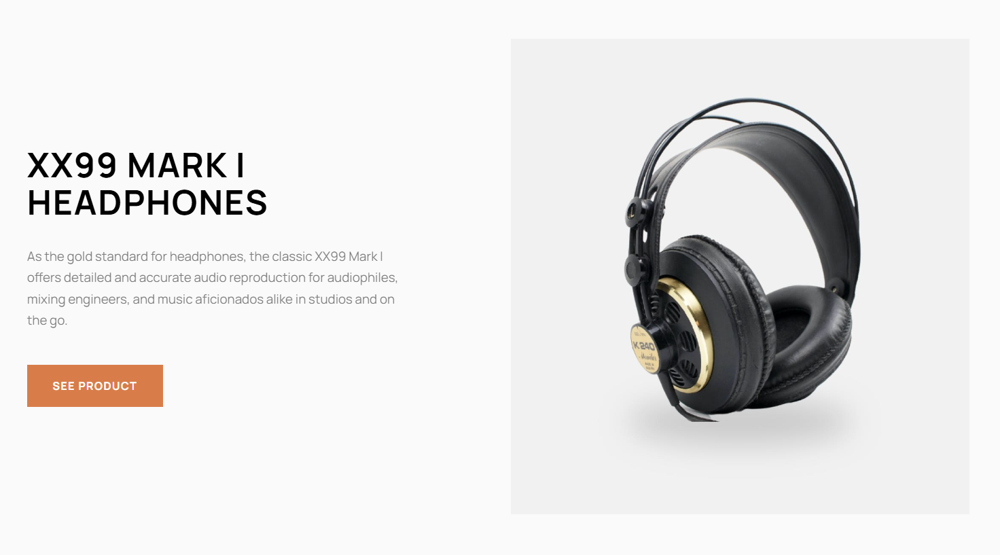 XX99 MARK I
HEADPHONES
As the gold standard for headphones, the classic XX99 Mark I
offers detailed and accurate audio reproduction for audiophiles,
mixing engineers, and music aficionados alike in studios and on
the go.
SEE PRODUCT
K 240